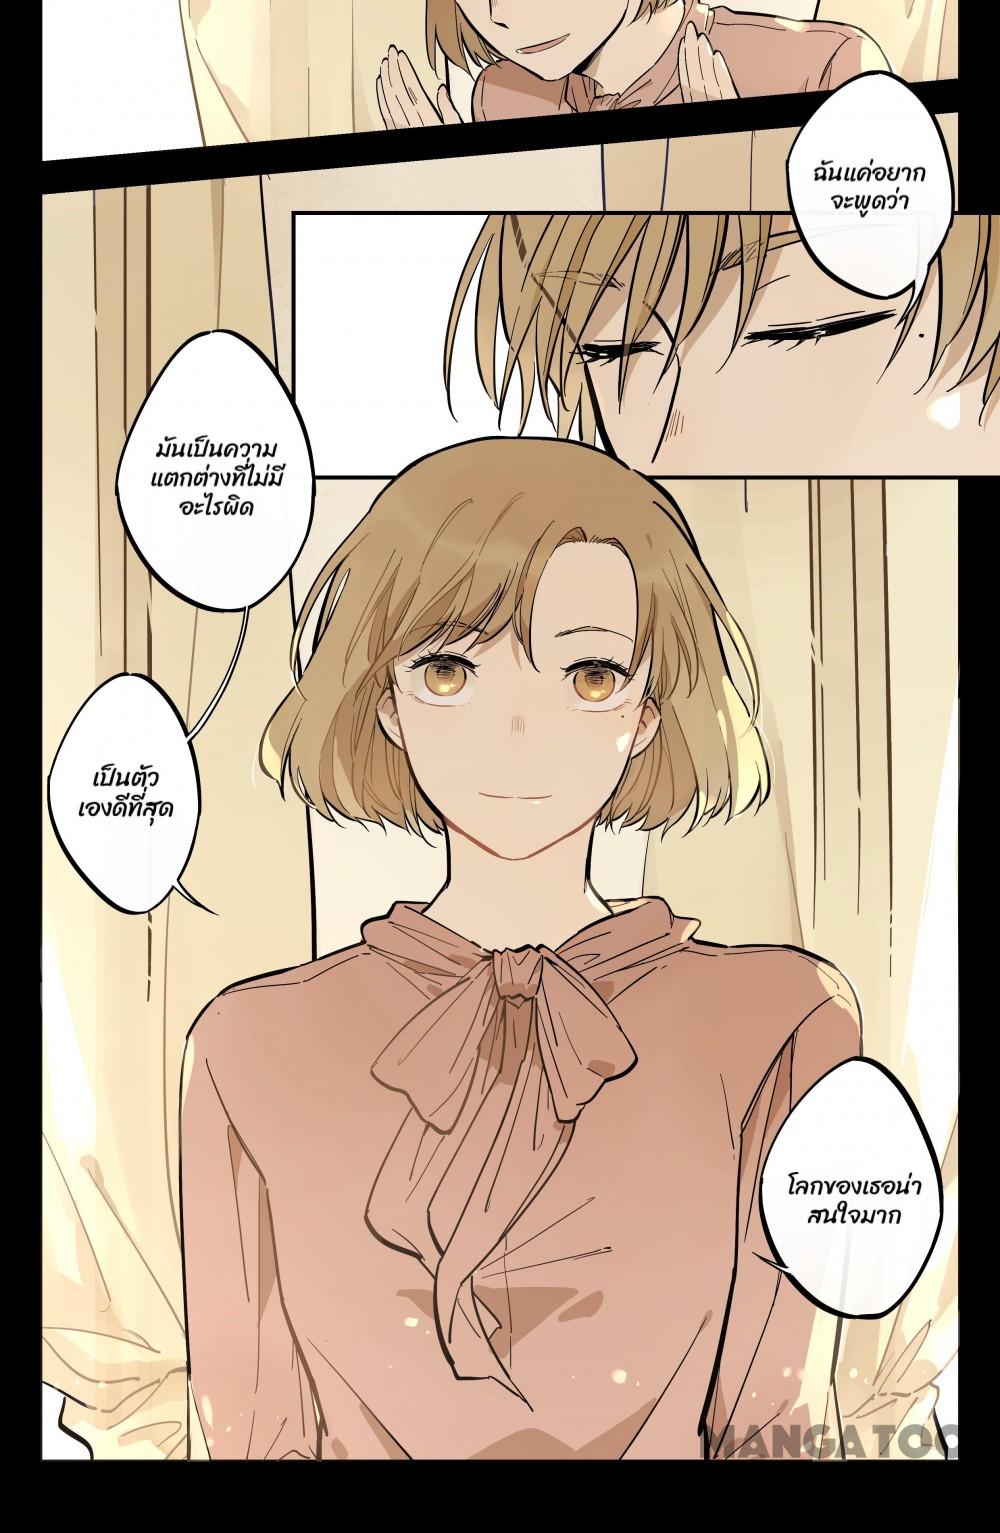 ฉันแค่อยาก
จะพูดว่า
มันเป็นความ
แตกต่างที่ไม่มี
อะไรผิด
เป็นตัว
เองดีที่สุด
โลกของเธอน่า
สนใจมาก
MANGATOO